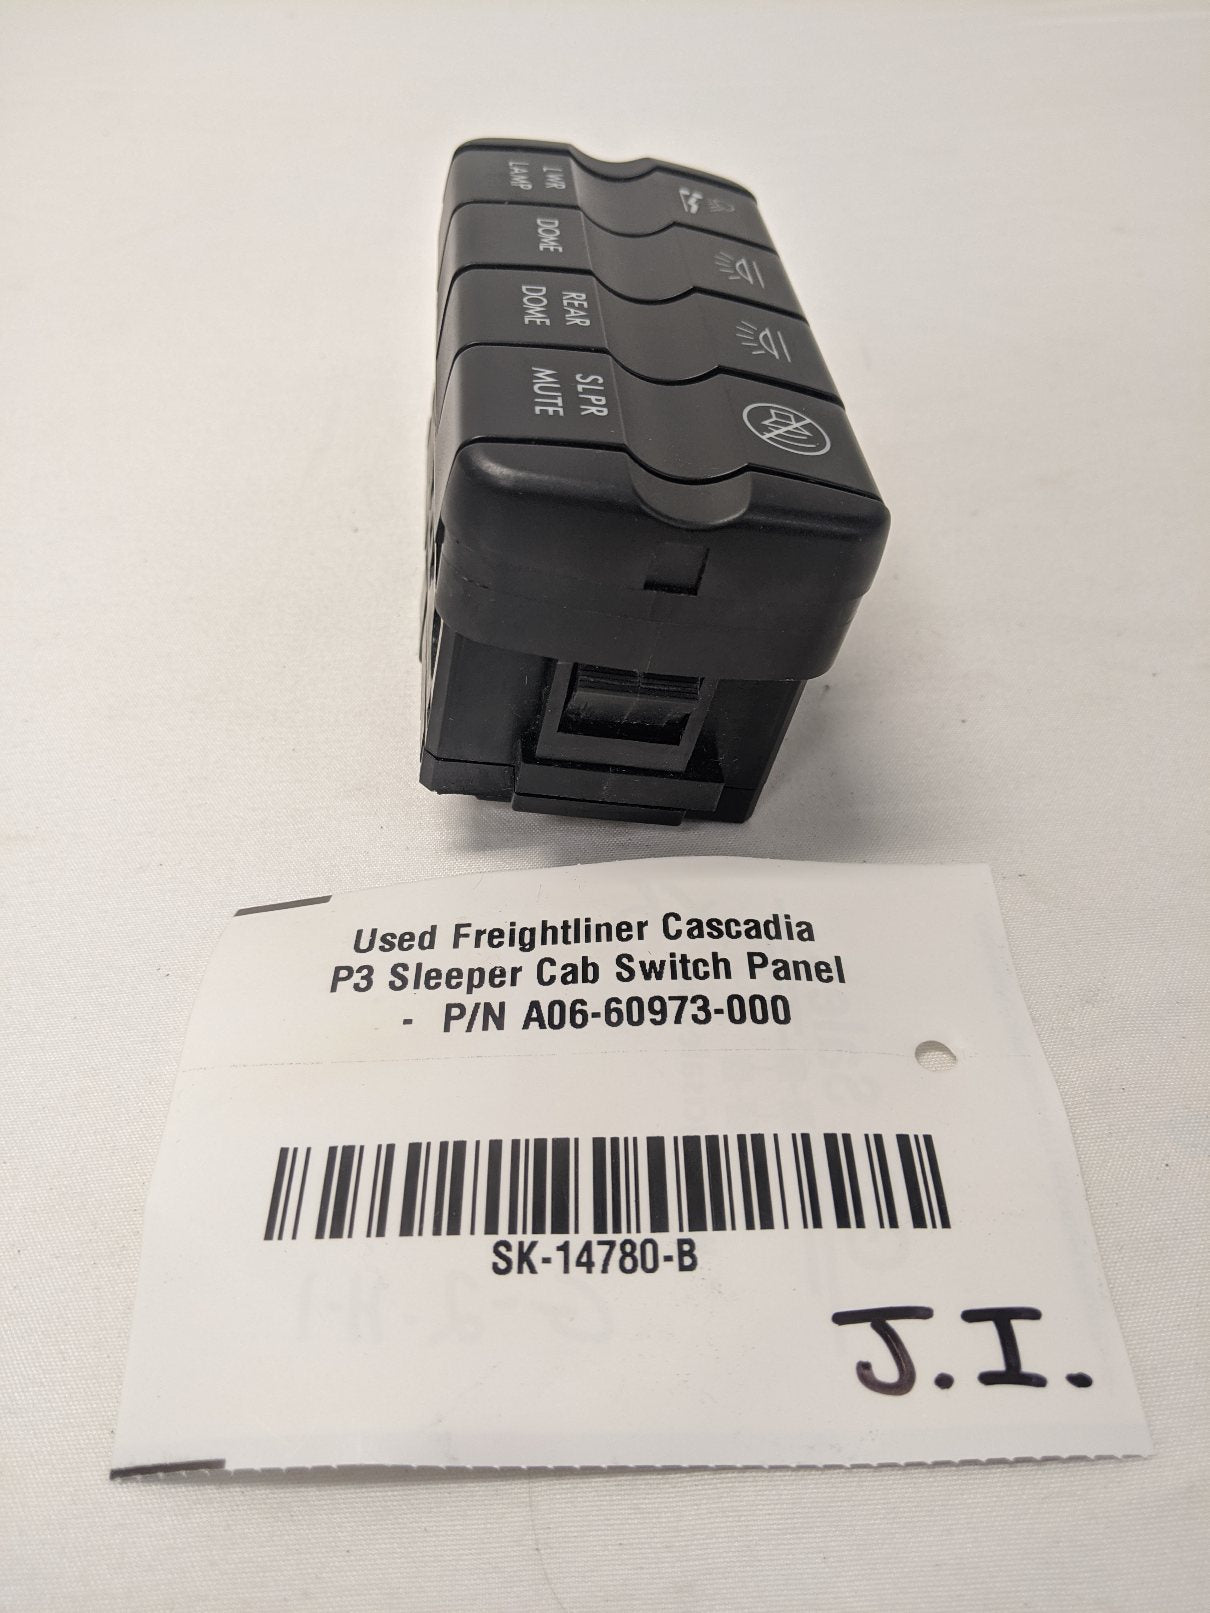 LWR
LAMP
DOME
REAR
DOME
SLPR
MUTE
Used Freightliner Cascadia
P3 Sleeper Cab Switch Panel
- P/N A06-60973-000
SK-14780-B
J.I.